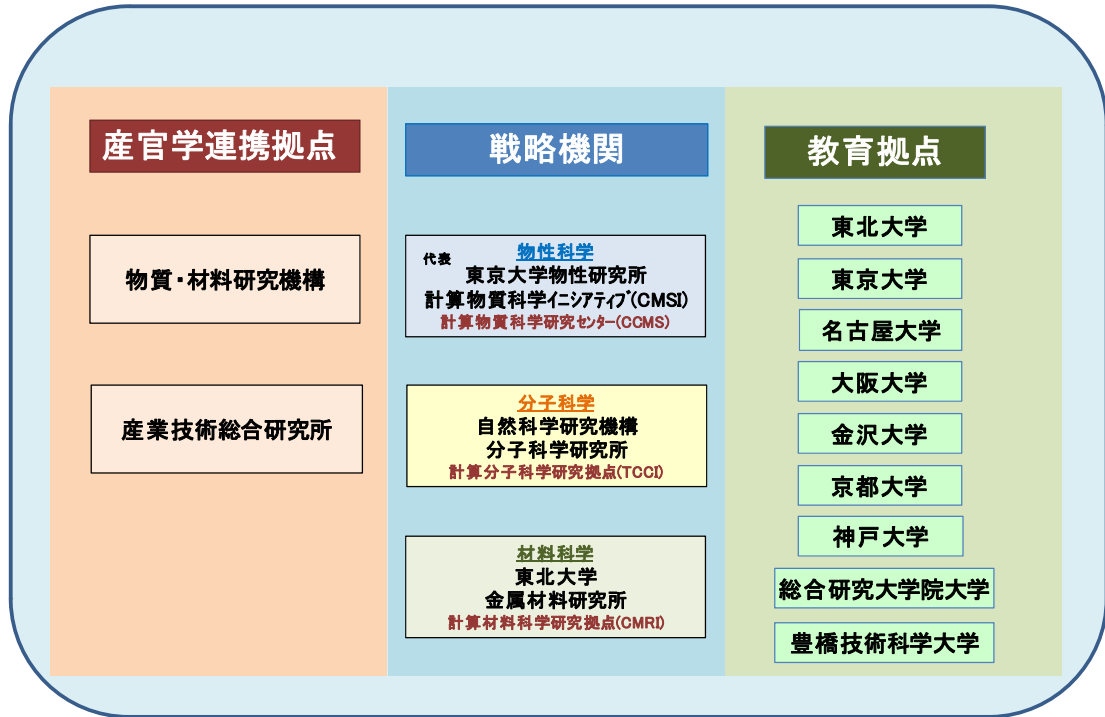 産官学連携拠点
物質・材料研究機構
産業技術総合研究所
戦略機関
物性科学
代表
東京大学物性研究所
計算物質科学イニシアティブ(CMSI)
計算物質科学研究センター(CCMS)
分子科学
自然科学研究機構
分子科学研究所
計算分子科学研究拠点(TCCI)
材料科学
東北大学
金属材料研究所
計算材料科学研究拠点(CMRI)
教育拠点
東北大学
東京大学
名古屋大学
大阪大学
金沢大学
京都大学
神戸大学
総合研究大学院大学
豊橋技術科学大学